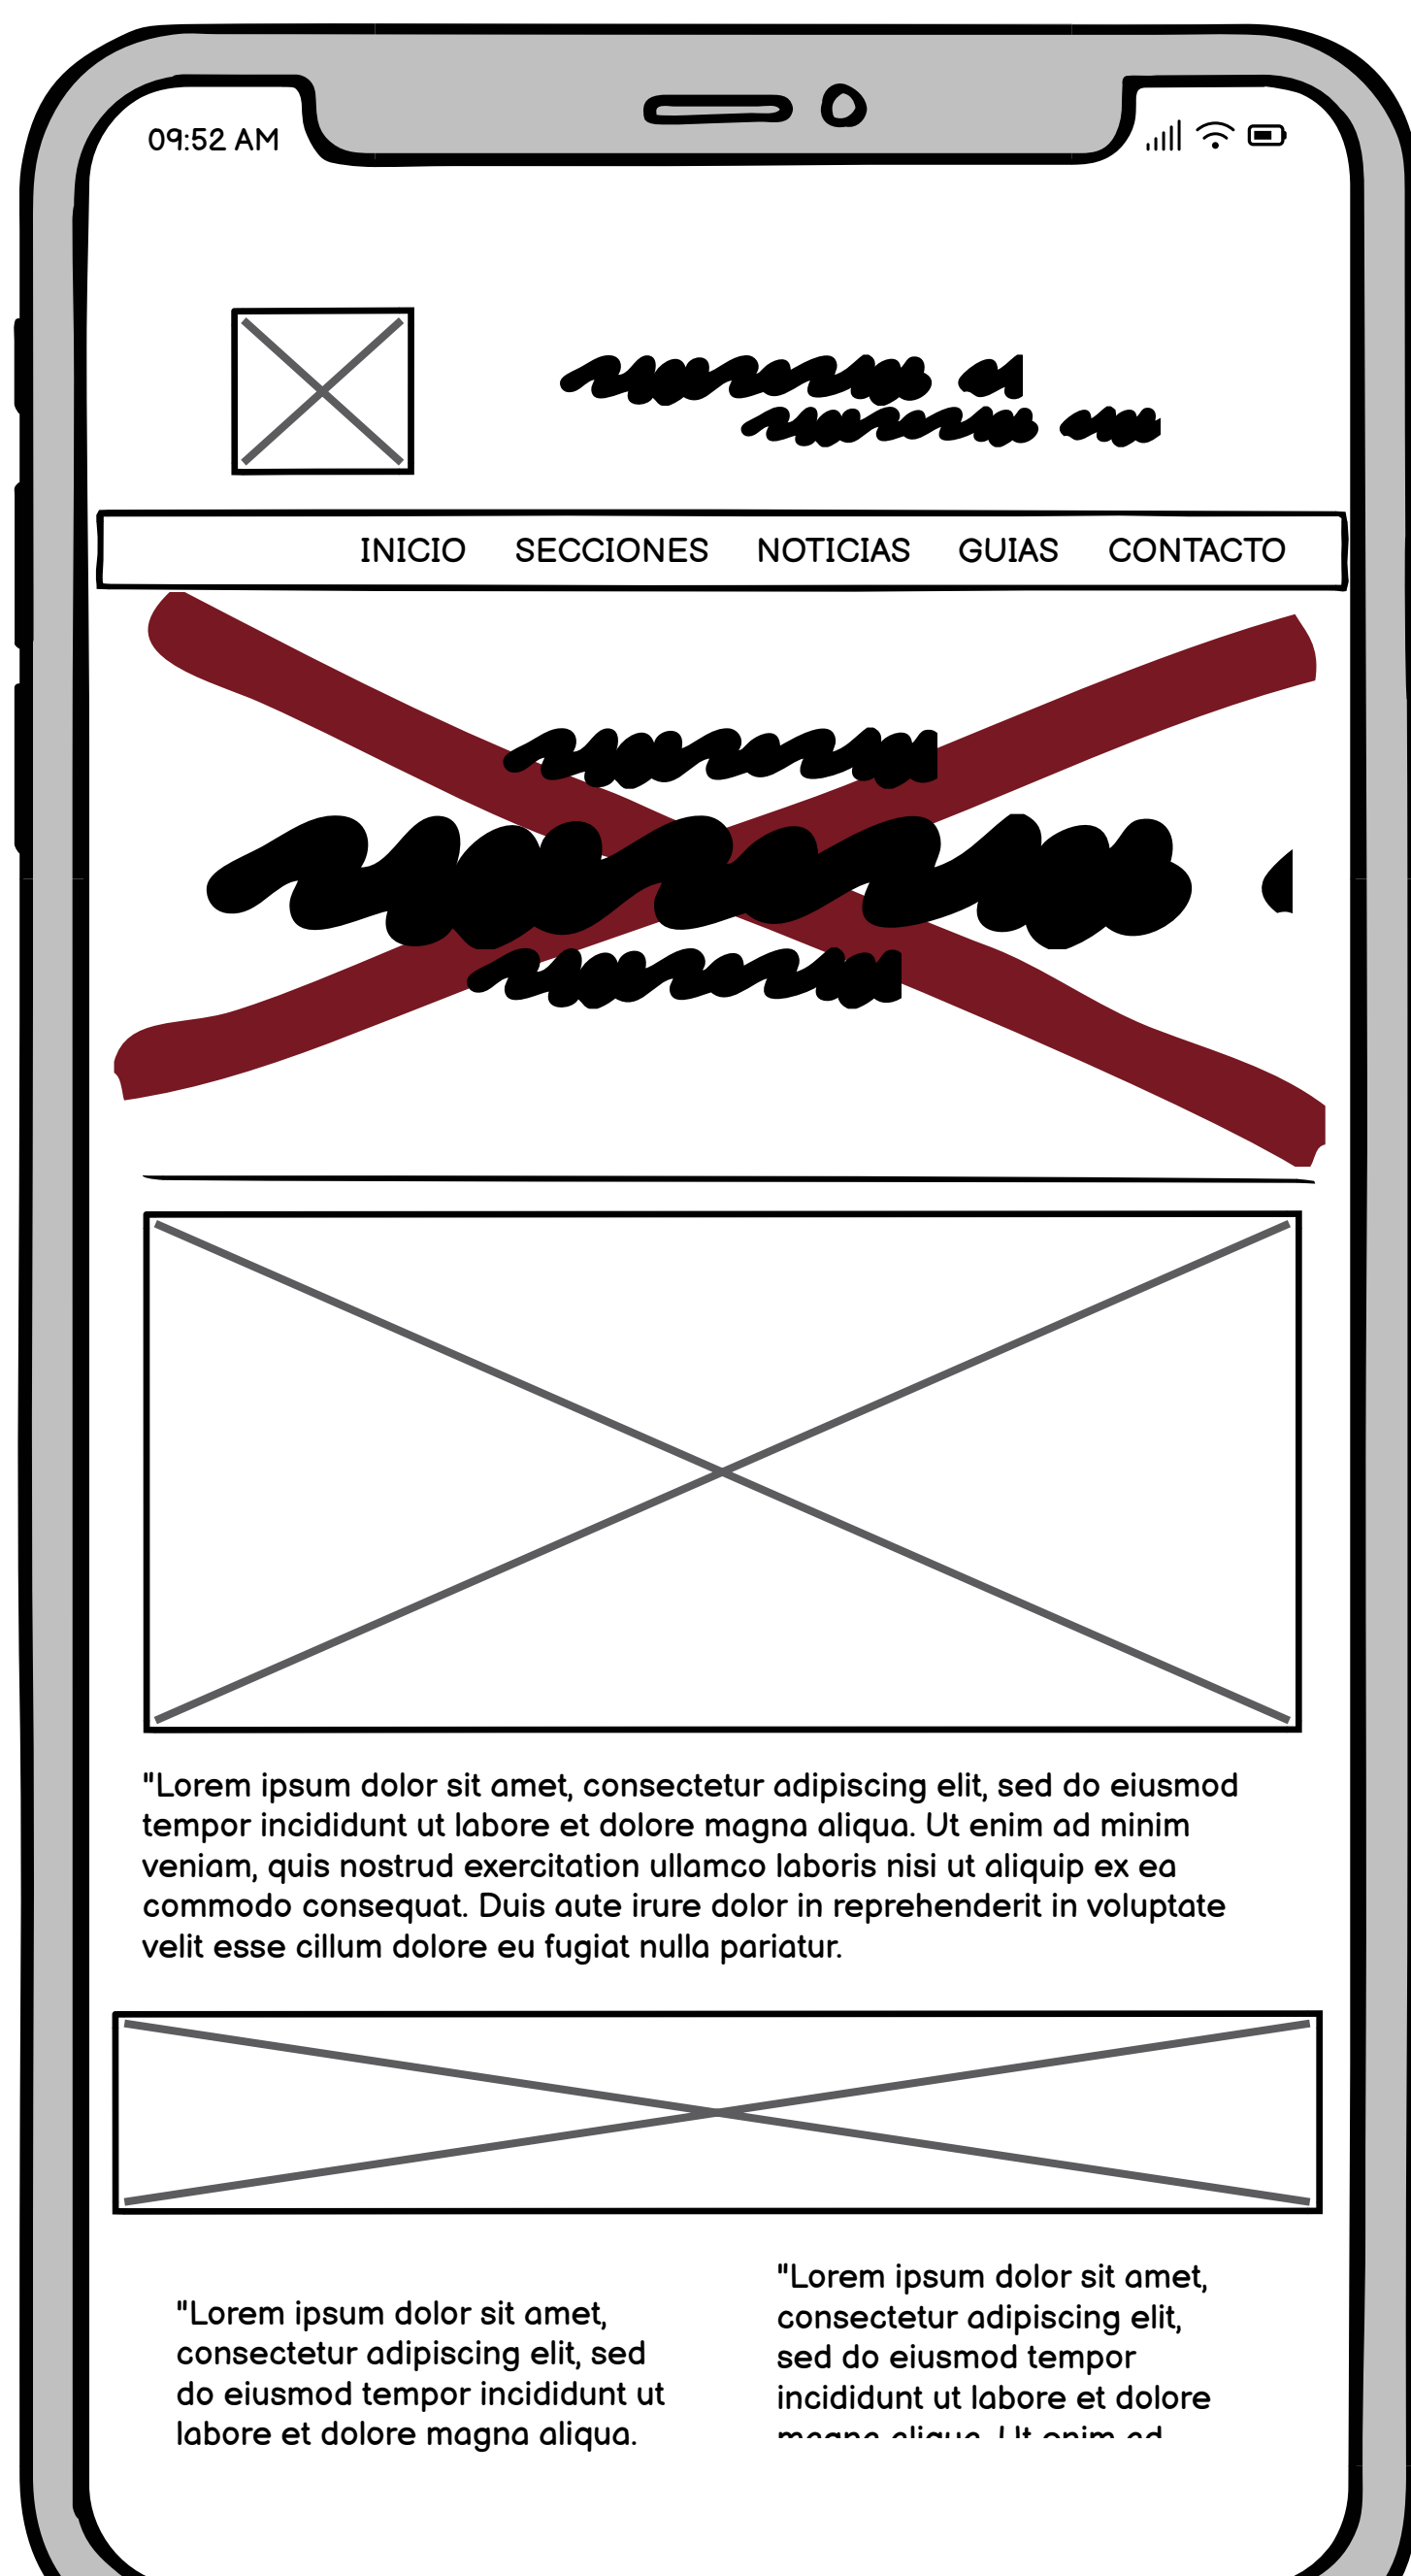 09:52 AM
INICIO SECCIONES NOTICIAS GUIAS CONTACTO
"Lorem ipsum dolor sit amet, consectetur adipiscing elit, sed do eiusmod
tempor incididunt ut labore et dolore magna aliqua. Ut enim ad minim
veniam, quis nostrud exercitation ullamco laboris nisi ut aliquip ex ea
commodo consequat. Duis aute irure dolor in reprehenderit in voluptate
velit esse cillum dolore eu fugiat nulla pariatur.
"Lorem ipsum dolor sit amet,
consectetur adipiscing elit, sed
do eiusmod tempor incididunt ut
labore et dolore magna aliqua.
"Lorem ipsum dolor sit amet,
consectetur adipiscing elit,
sed do eiusmod tempor
incididunt ut labore et dolore
magna aliqua. Ut enim ad